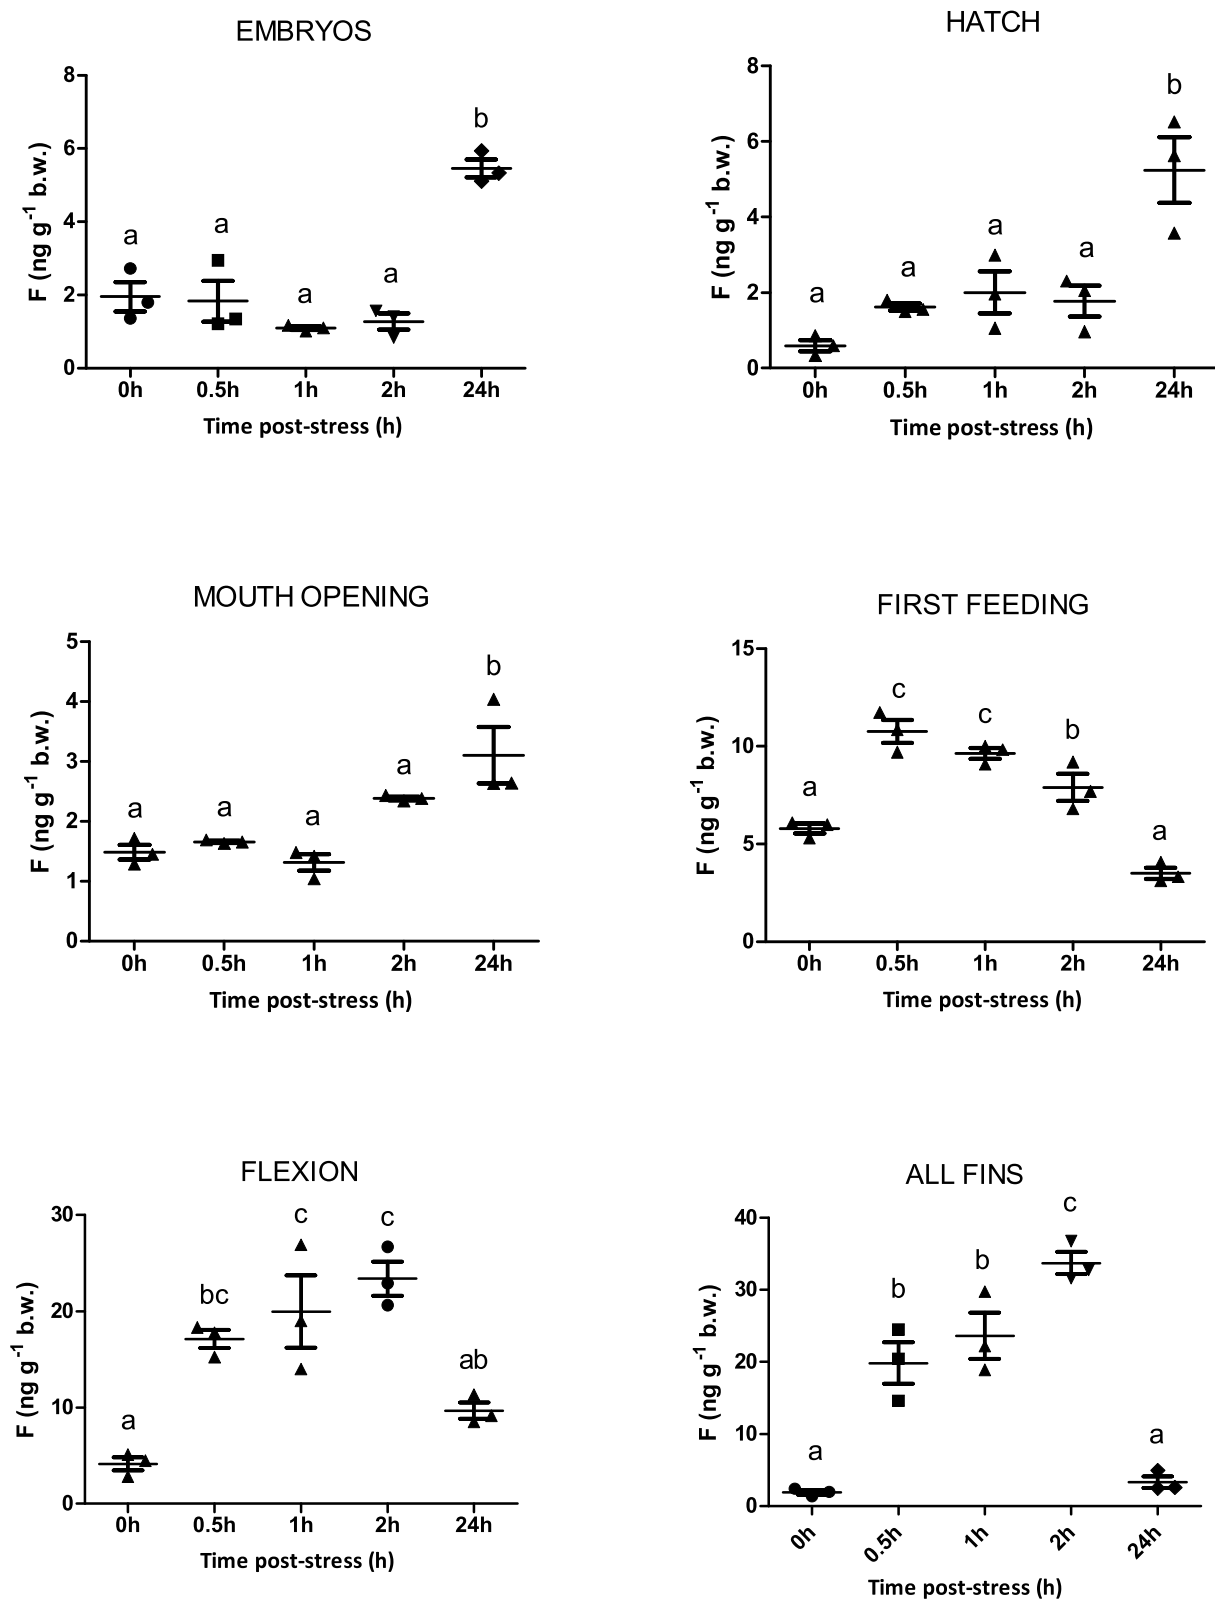 EMBRYOS
F (ng g-1 b.w.)
8
6
4
2
0
a
a
a
a
b
0h 0.5h 1h 2h 24h
Time post-stress (h)
HATCH
F (ng g-1 b.w.)
8
6
4
2
0
a
a
a
a
b
0h 0.5h 1h 2h 24h
Time post-stress (h)
MOUTH OPENING
F (ng g-1 b.w.)
5
4
3
2
1
0
a
a
a
a
b
0h 0.5h 1h 2h 24h
Time post-stress (h)
FIRST FEEDING
F (ng g-1 b.w.)
15
10
5
0
a
c
c
b
a
0h 0.5h 1h 2h 24h
Time post-stress (h)
FLEXION
F (ng g-1 b.w.)
30
20
10
0
a
bc
c
c
ab
0h 0.5h 1h 2h 24h
Time post-stress (h)
ALL FINS
F (ng g-1 b.w.)
40
30
20
10
0
a
b
b
c
a
0h 0.5h 1h 2h 24h
Time post-stress (h)